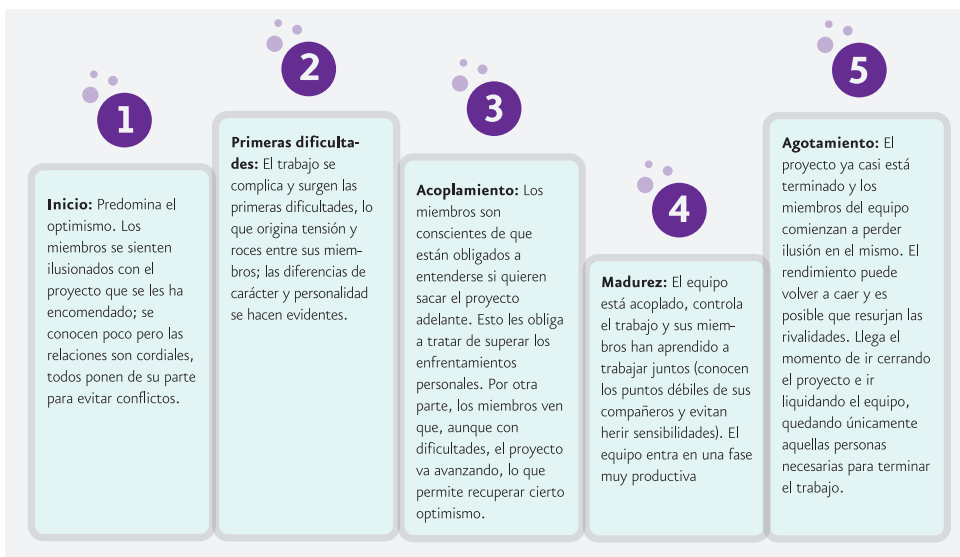 1
Inicio: Predomina el
optimismo. Los
miembros se sienten
ilusionados con el
proyecto que se les ha
encomendado; se
conocen poco pero las
relaciones son cordiales,
todos ponen de su parte
para evitar conflictos.
2
Primeras dificulta-
des: El trabajo se
complica y surgen las
primeras dificultades, lo
que origina tensión y
roces entre sus miem-
bros; las diferencias de
carácter y personalidad
se hacen evidentes.
3
Acoplamiento: Los
miembros son
conscientes de que
están obligados a
entenderse si quieren
sacar el proyecto
adelante. Esto les obliga
a tratar de superar los
enfrentamientos
personales. Por otra
parte, los miembros ven
que, aunque con
dificultades, el proyecto
va avanzando, lo que
permite recuperar cierto
optimismo.
4
Madurez: El equipo
está acoplado, controla
el trabajo y sus miem-
bros han aprendido a
trabajar juntos (conocen
los puntos débiles de sus
compañeros y evitan
herir sensibilidades). El
equipo entra en una fase
muy productiva
5
Agotamiento: El
proyecto ya casi está
terminado y los
miembros del equipo
comienzan a perder
ilusión en el mismo. El
rendimiento puede
volver a caer y es
posible que resurjan las
rivalidades. Llega el
momento de ir cerrando
el proyecto e ir
liquidando el equipo,
quedando únicamente
aquellas personas
necesarias para terminar
el trabajo.